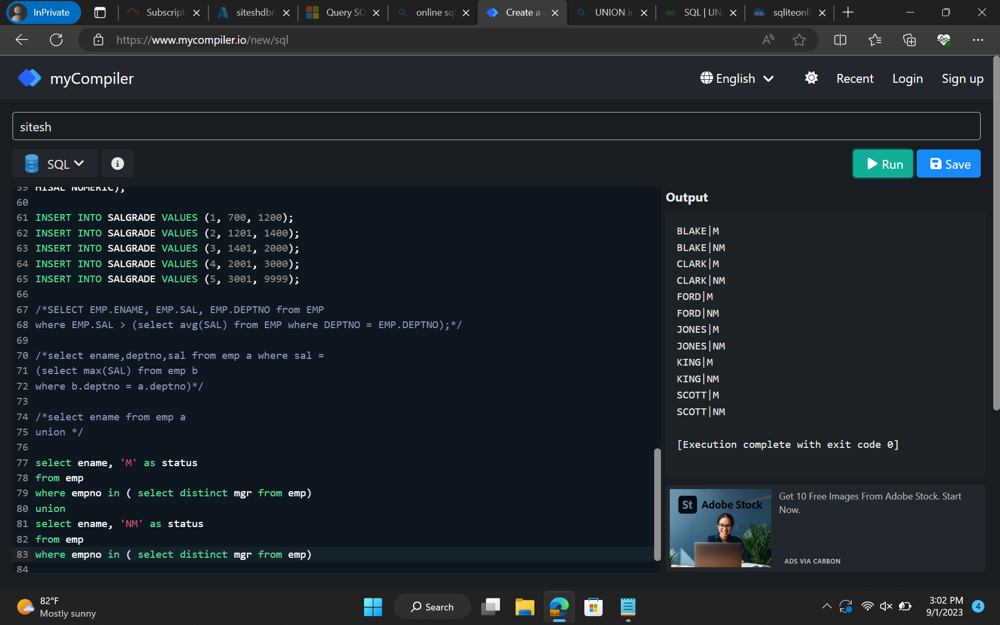 InPrivate
Subscript
siteshdbn
Query SQ
online sql
Create a
UNION in
SQL | UNI
sqliteonli
https://www.mycompiler.io/new/sql
myCompiler
English
Recent
Login
Sign up
sitesh
SQL
Run
Save
59 HISAL NUMERIC);
60
61 INSERT INTO SALGRADE VALUES (1, 700, 1200);
62 INSERT INTO SALGRADE VALUES (2, 1201, 1400);
63 INSERT INTO SALGRADE VALUES (3, 1401, 2000);
64 INSERT INTO SALGRADE VALUES (4, 2001, 3000);
65 INSERT INTO SALGRADE VALUES (5, 3001, 9999);
66
67 /*SELECT EMP.ENAME, EMP.SAL, EMP.DEPTNO from EMP
68 where EMP.SAL > (select avg(SAL) from EMP where DEPTNO = EMP.DEPTNO);*/
69
70 /*select ename,deptno,sal from emp a where sal =
71 (select max(SAL) from emp b
72 where b.deptno = a.deptno)*/
73
74 /*select ename from emp a
75 union */
76
77 select ename, 'M' as status
78 from emp
79 where empno in ( select distinct mgr from emp)
80 union
81 select ename, 'NM' as status
82 from emp
83 where empno in ( select distinct mgr from emp)
84
Output
BLAKE|M
BLAKE|NM
CLARK|M
CLARK|NM
FORD|M
FORD|NM
JONES|M
JONES|NM
KING|M
KING|NM
SCOTT|M
SCOTT|NM
[Execution complete with exit code 0]
St Adobe Stock
Get 10 Free Images From Adobe Stock. Start
Now.
ADS VIA CARBON
82°F
Mostly sunny
Search
3:02 PM
9/1/2023
4